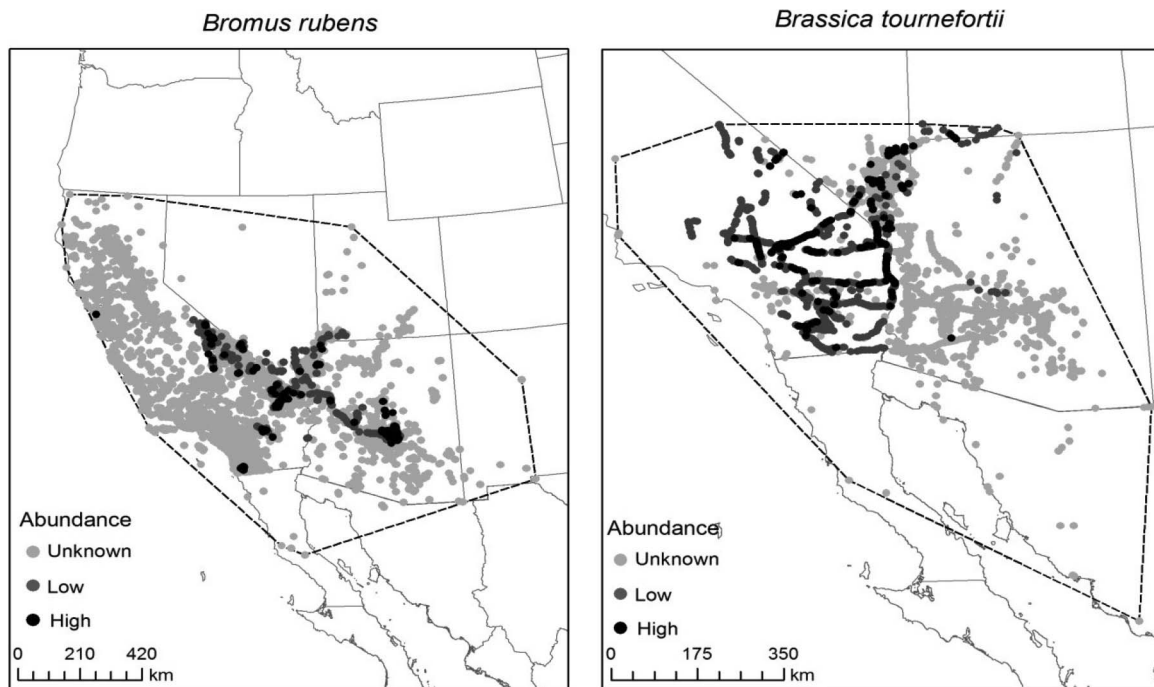 Bromus rubens
Abundance
Unknown
Low
High
0 210 420
km
Brassica tournefortii
Abundance
Unknown
Low
High
0 175 350
km